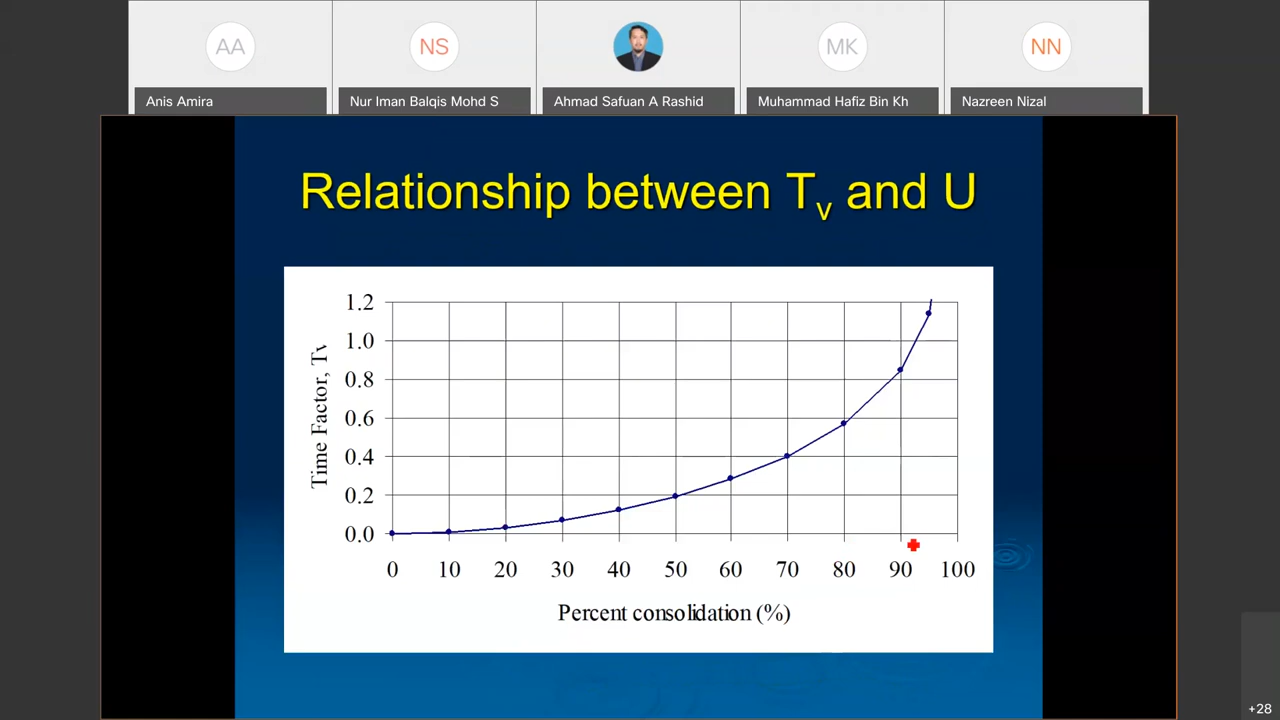 AA
NS
MK
NN
Anis Amira
Nur Iman Balqis Mohd S
Ahmad Safuan A Rashid
Muhammad Hafiz Bin Kh
Nazreen Nizal
Relationship between Tv and U
1.2
1.0
0.8
0.6
0.4
0.2
0.0
Time Factor, Tv
0 10 20 30 40 50 60 70 80 90 100
Percent consolidation (%)
+28